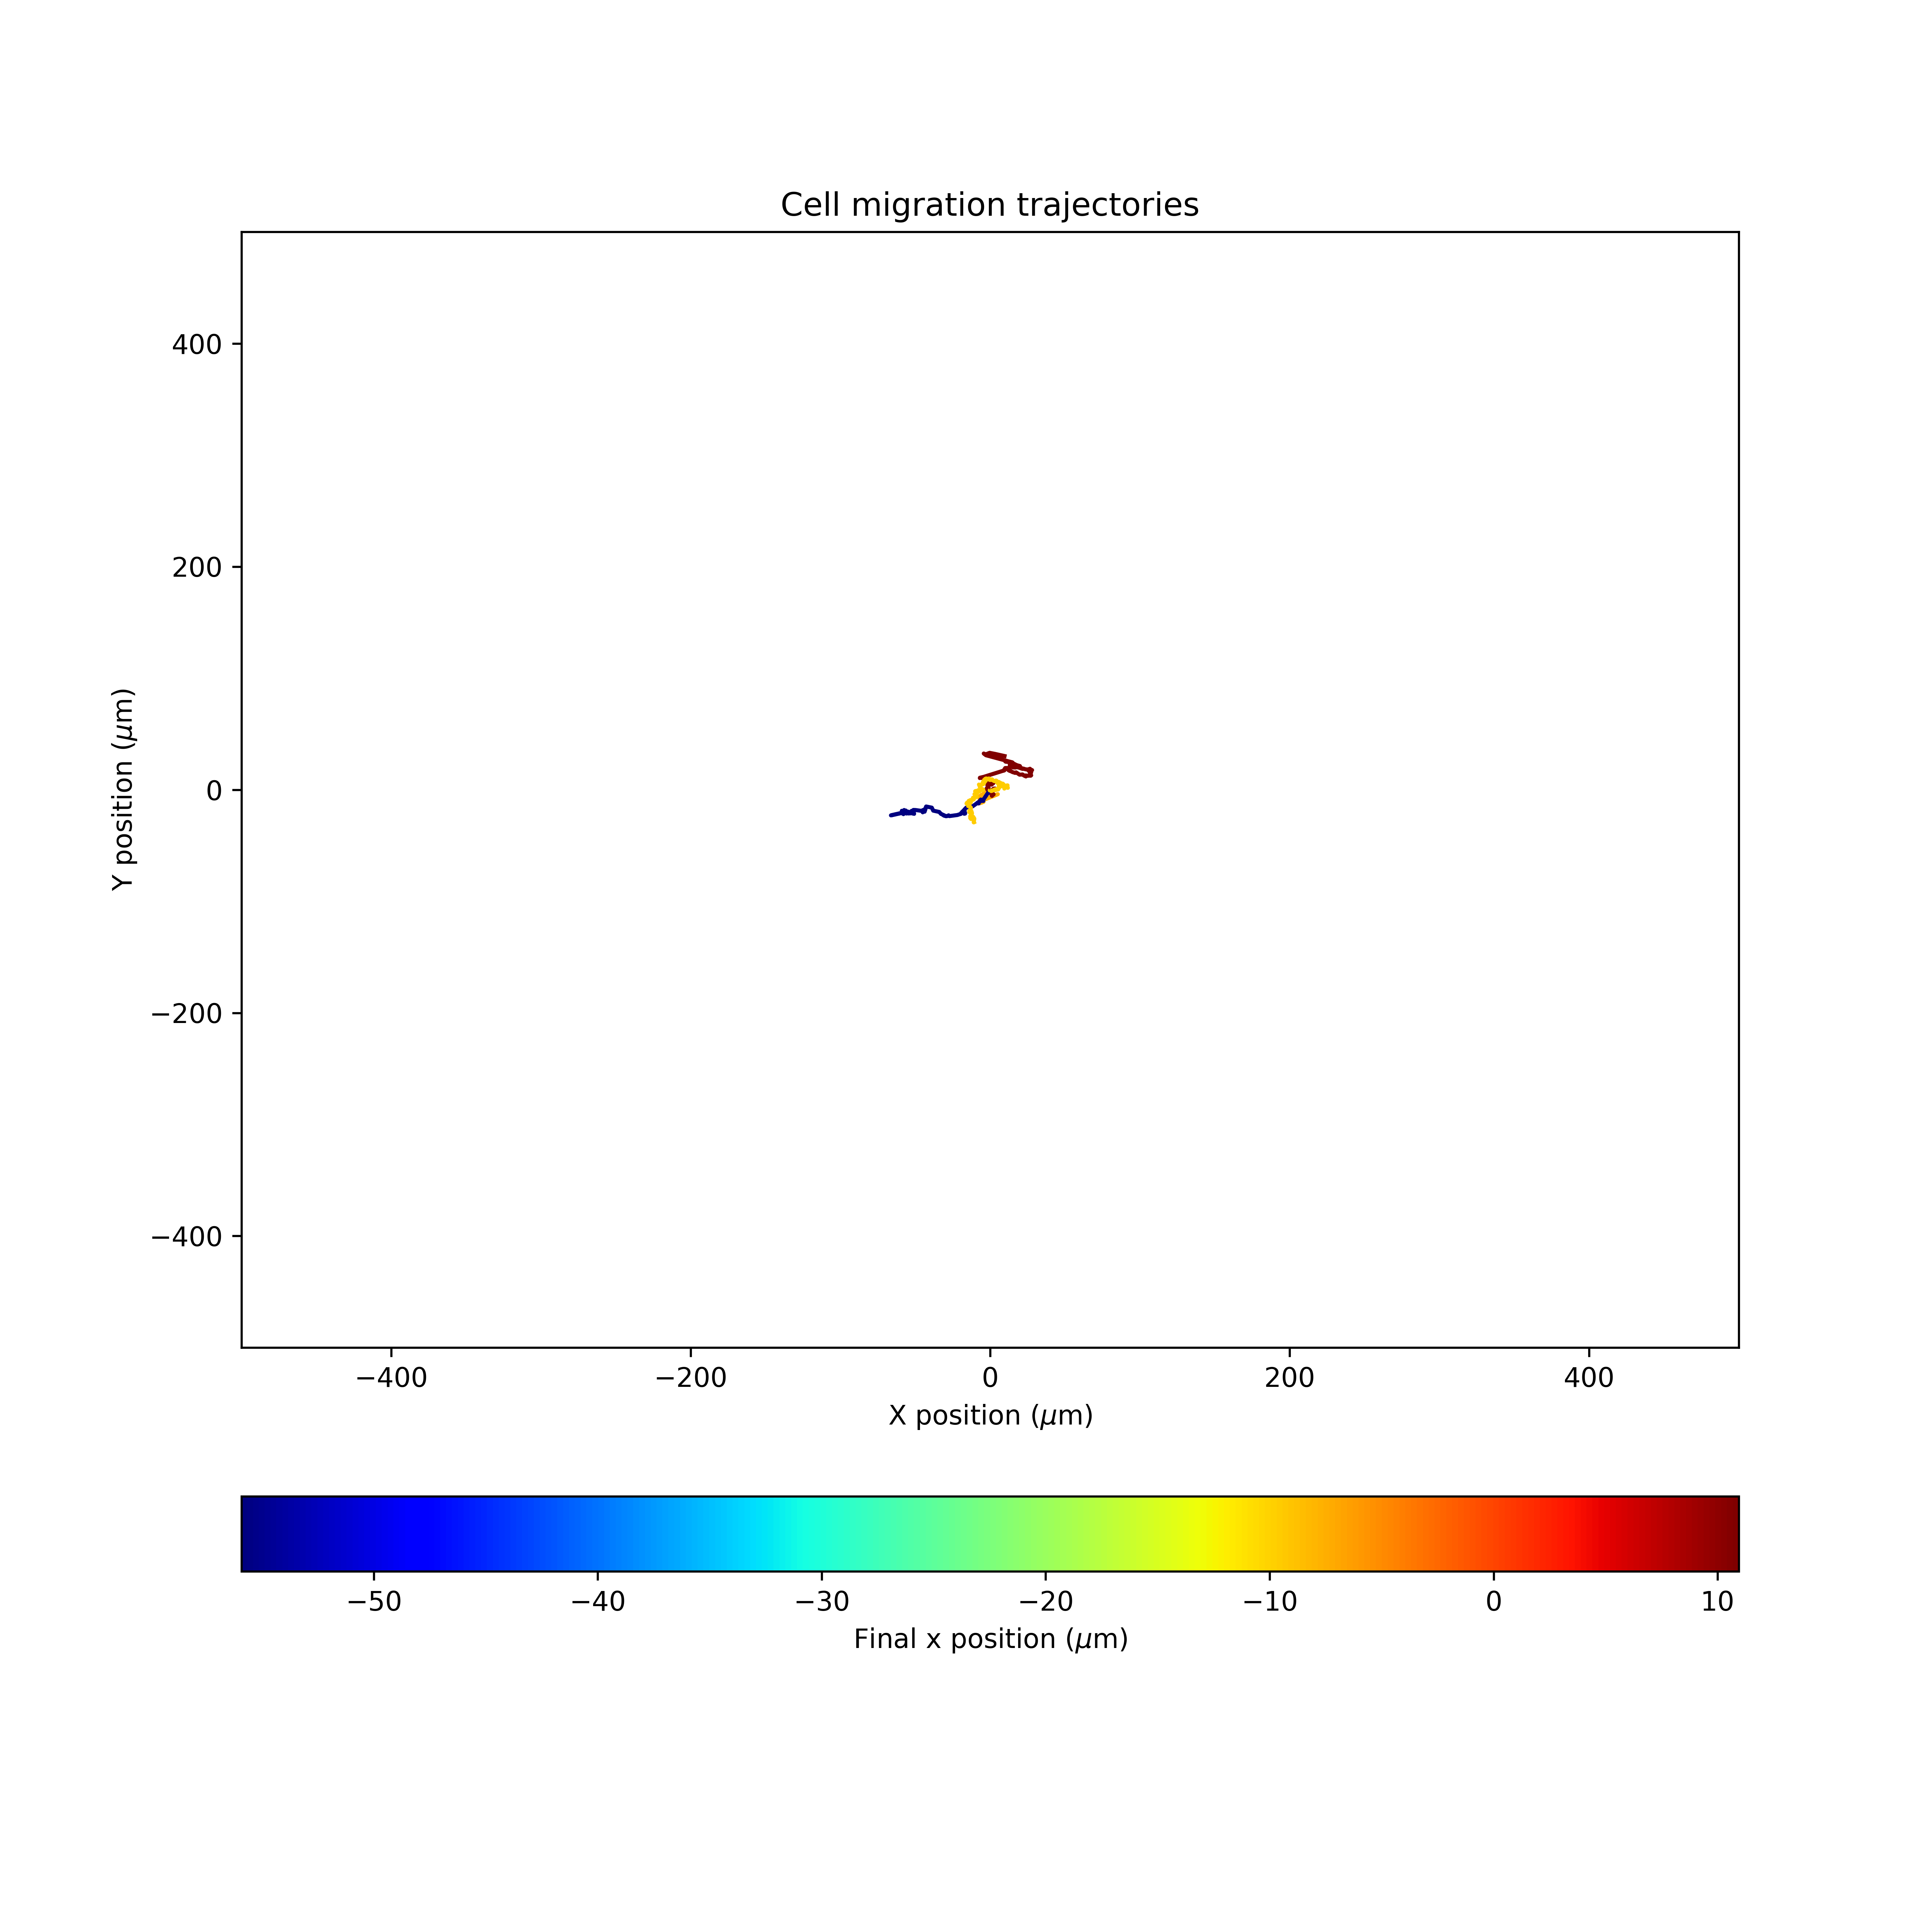 Cell migration trajectories
400
200
0
−200
−400
Y position (μm)
−400 −200 0 200 400
X position (μm)
−50 −40 −30 −20 −10 0 10
Final x position (μm)